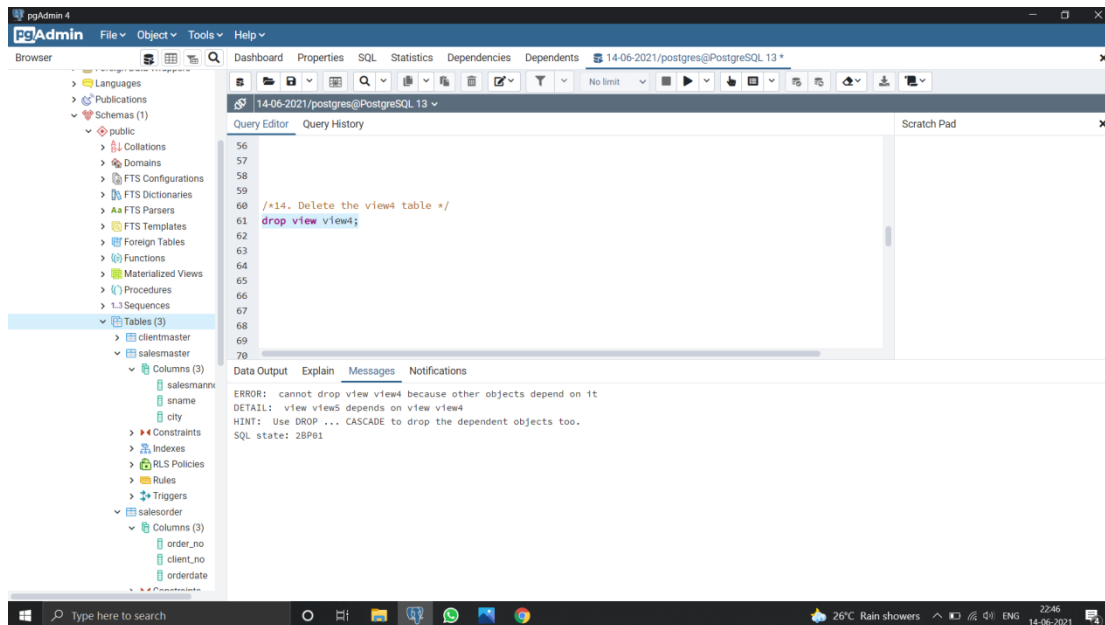 pgAdmin 4
pgAdmin File Object Tools Help
Browser
Dashboard Properties SQL Statistics Dependencies Dependents 14-06-2021/postgres@PostgreSQL 13 *
No limit
14-06-2021/postgres@PostgreSQL 13
Query Editor Query History
Scratch Pad
Languages
Publications
Schemas (1)
public
Collations
Domains
FTS Configurations
FTS Dictionaries
Aa FTS Parsers
FTS Templates
Foreign Tables
Functions
Materialized Views
Procedures
1..3 Sequences
Tables (3)
clientmaster
salesmaster
Columns (3)
salesmanno
sname
city
Constraints
Indexes
RLS Policies
Rules
Triggers
salesorder
Columns (3)
order_no
client_no
orderdate
Constraints
56
57
58
59
60 /*14. Delete the view4 table */
61 drop view view4;
62
63
64
65
66
67
68
69
70
Data Output Explain Messages Notifications
ERROR: cannot drop view view4 because other objects depend on it
DETAIL: view view5 depends on view view4
HINT: Use DROP ... CASCADE to drop the dependent objects too.
SQL state: 2BP01
Type here to search
26°C Rain showers
ENG
22:46
14-06-2021
4